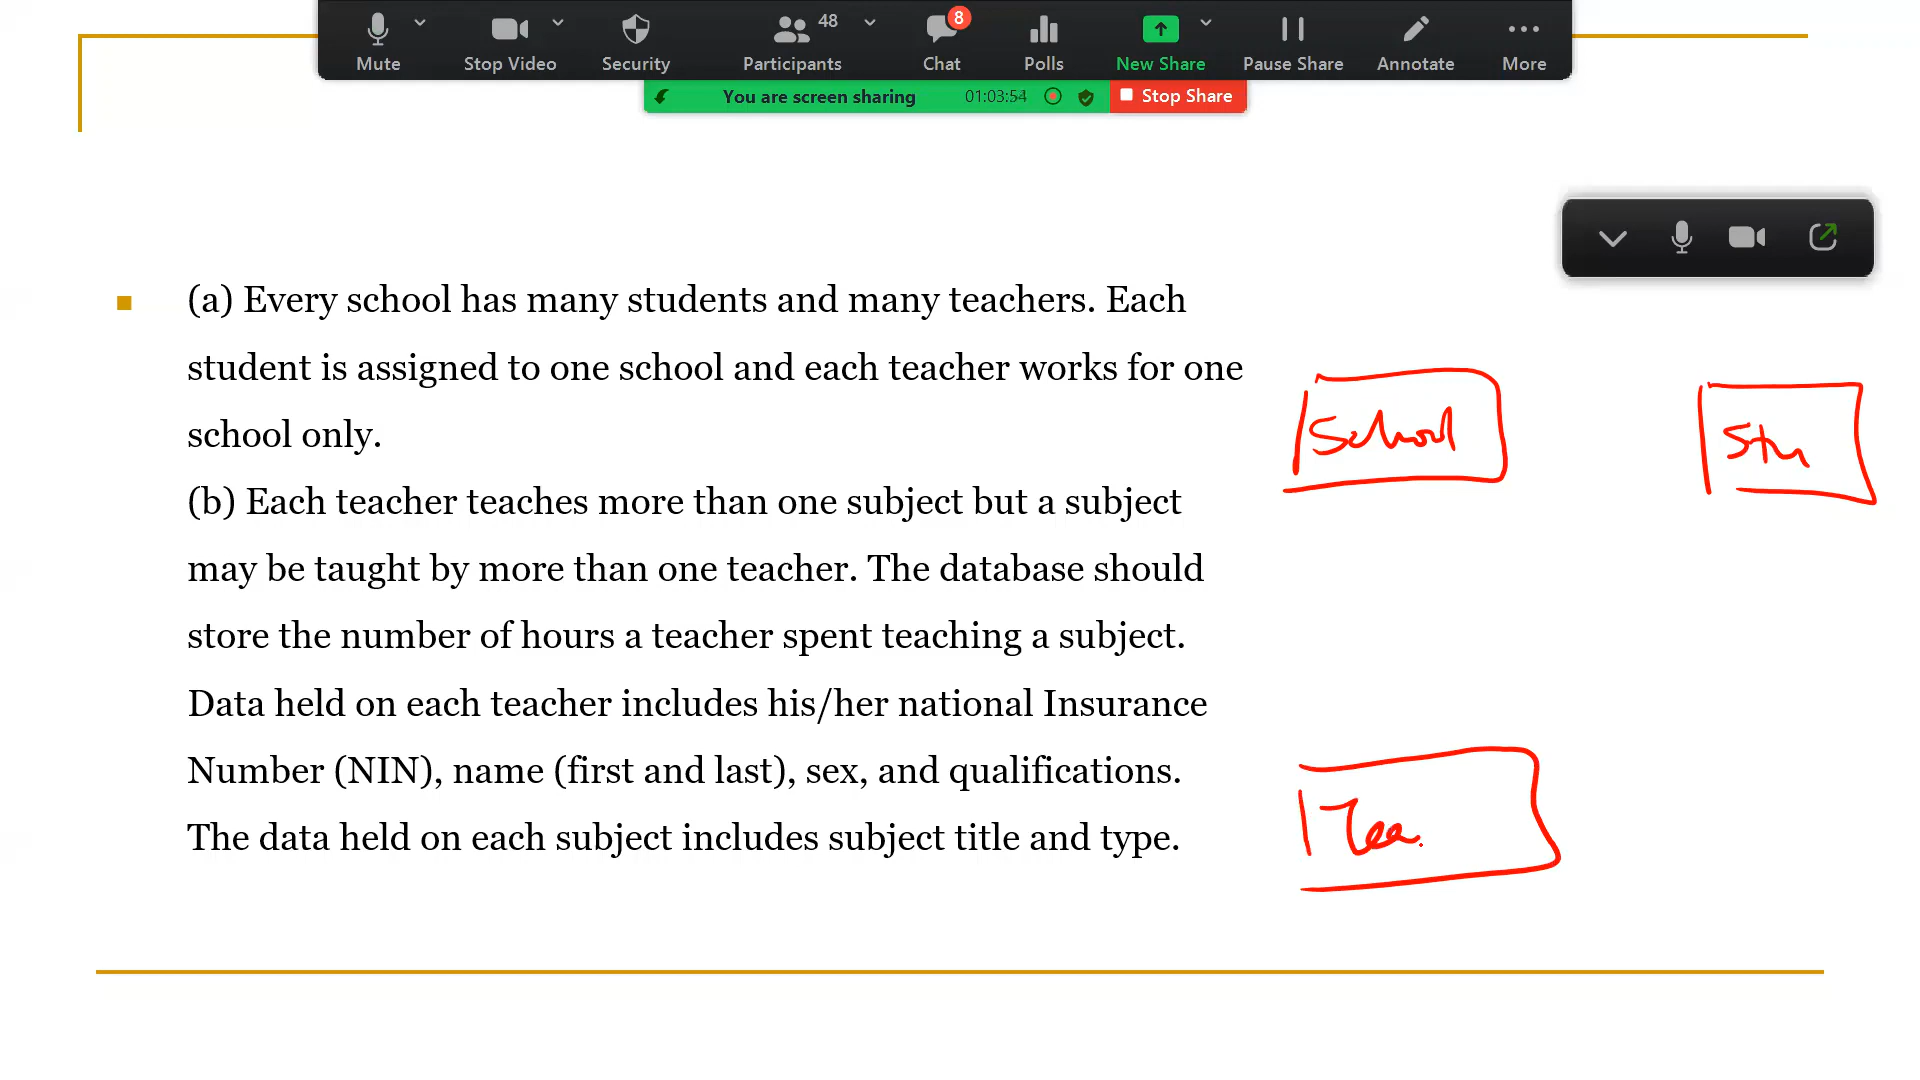 48
8
Mute
Stop Video
Security
Participants
Chat
Polls
New Share
Pause Share
Annotate
More
You are screen sharing
01:03:54
Stop Share
(a) Every school has many students and many teachers. Each
student is assigned to one school and each teacher works for one
school only.
(b) Each teacher teaches more than one subject but a subject
may be taught by more than one teacher. The database should
store the number of hours a teacher spent teaching a subject.
Data held on each teacher includes his/her national Insurance
Number (NIN), name (first and last), sex, and qualifications.
The data held on each subject includes subject title and type.
School
Stu
Tea.